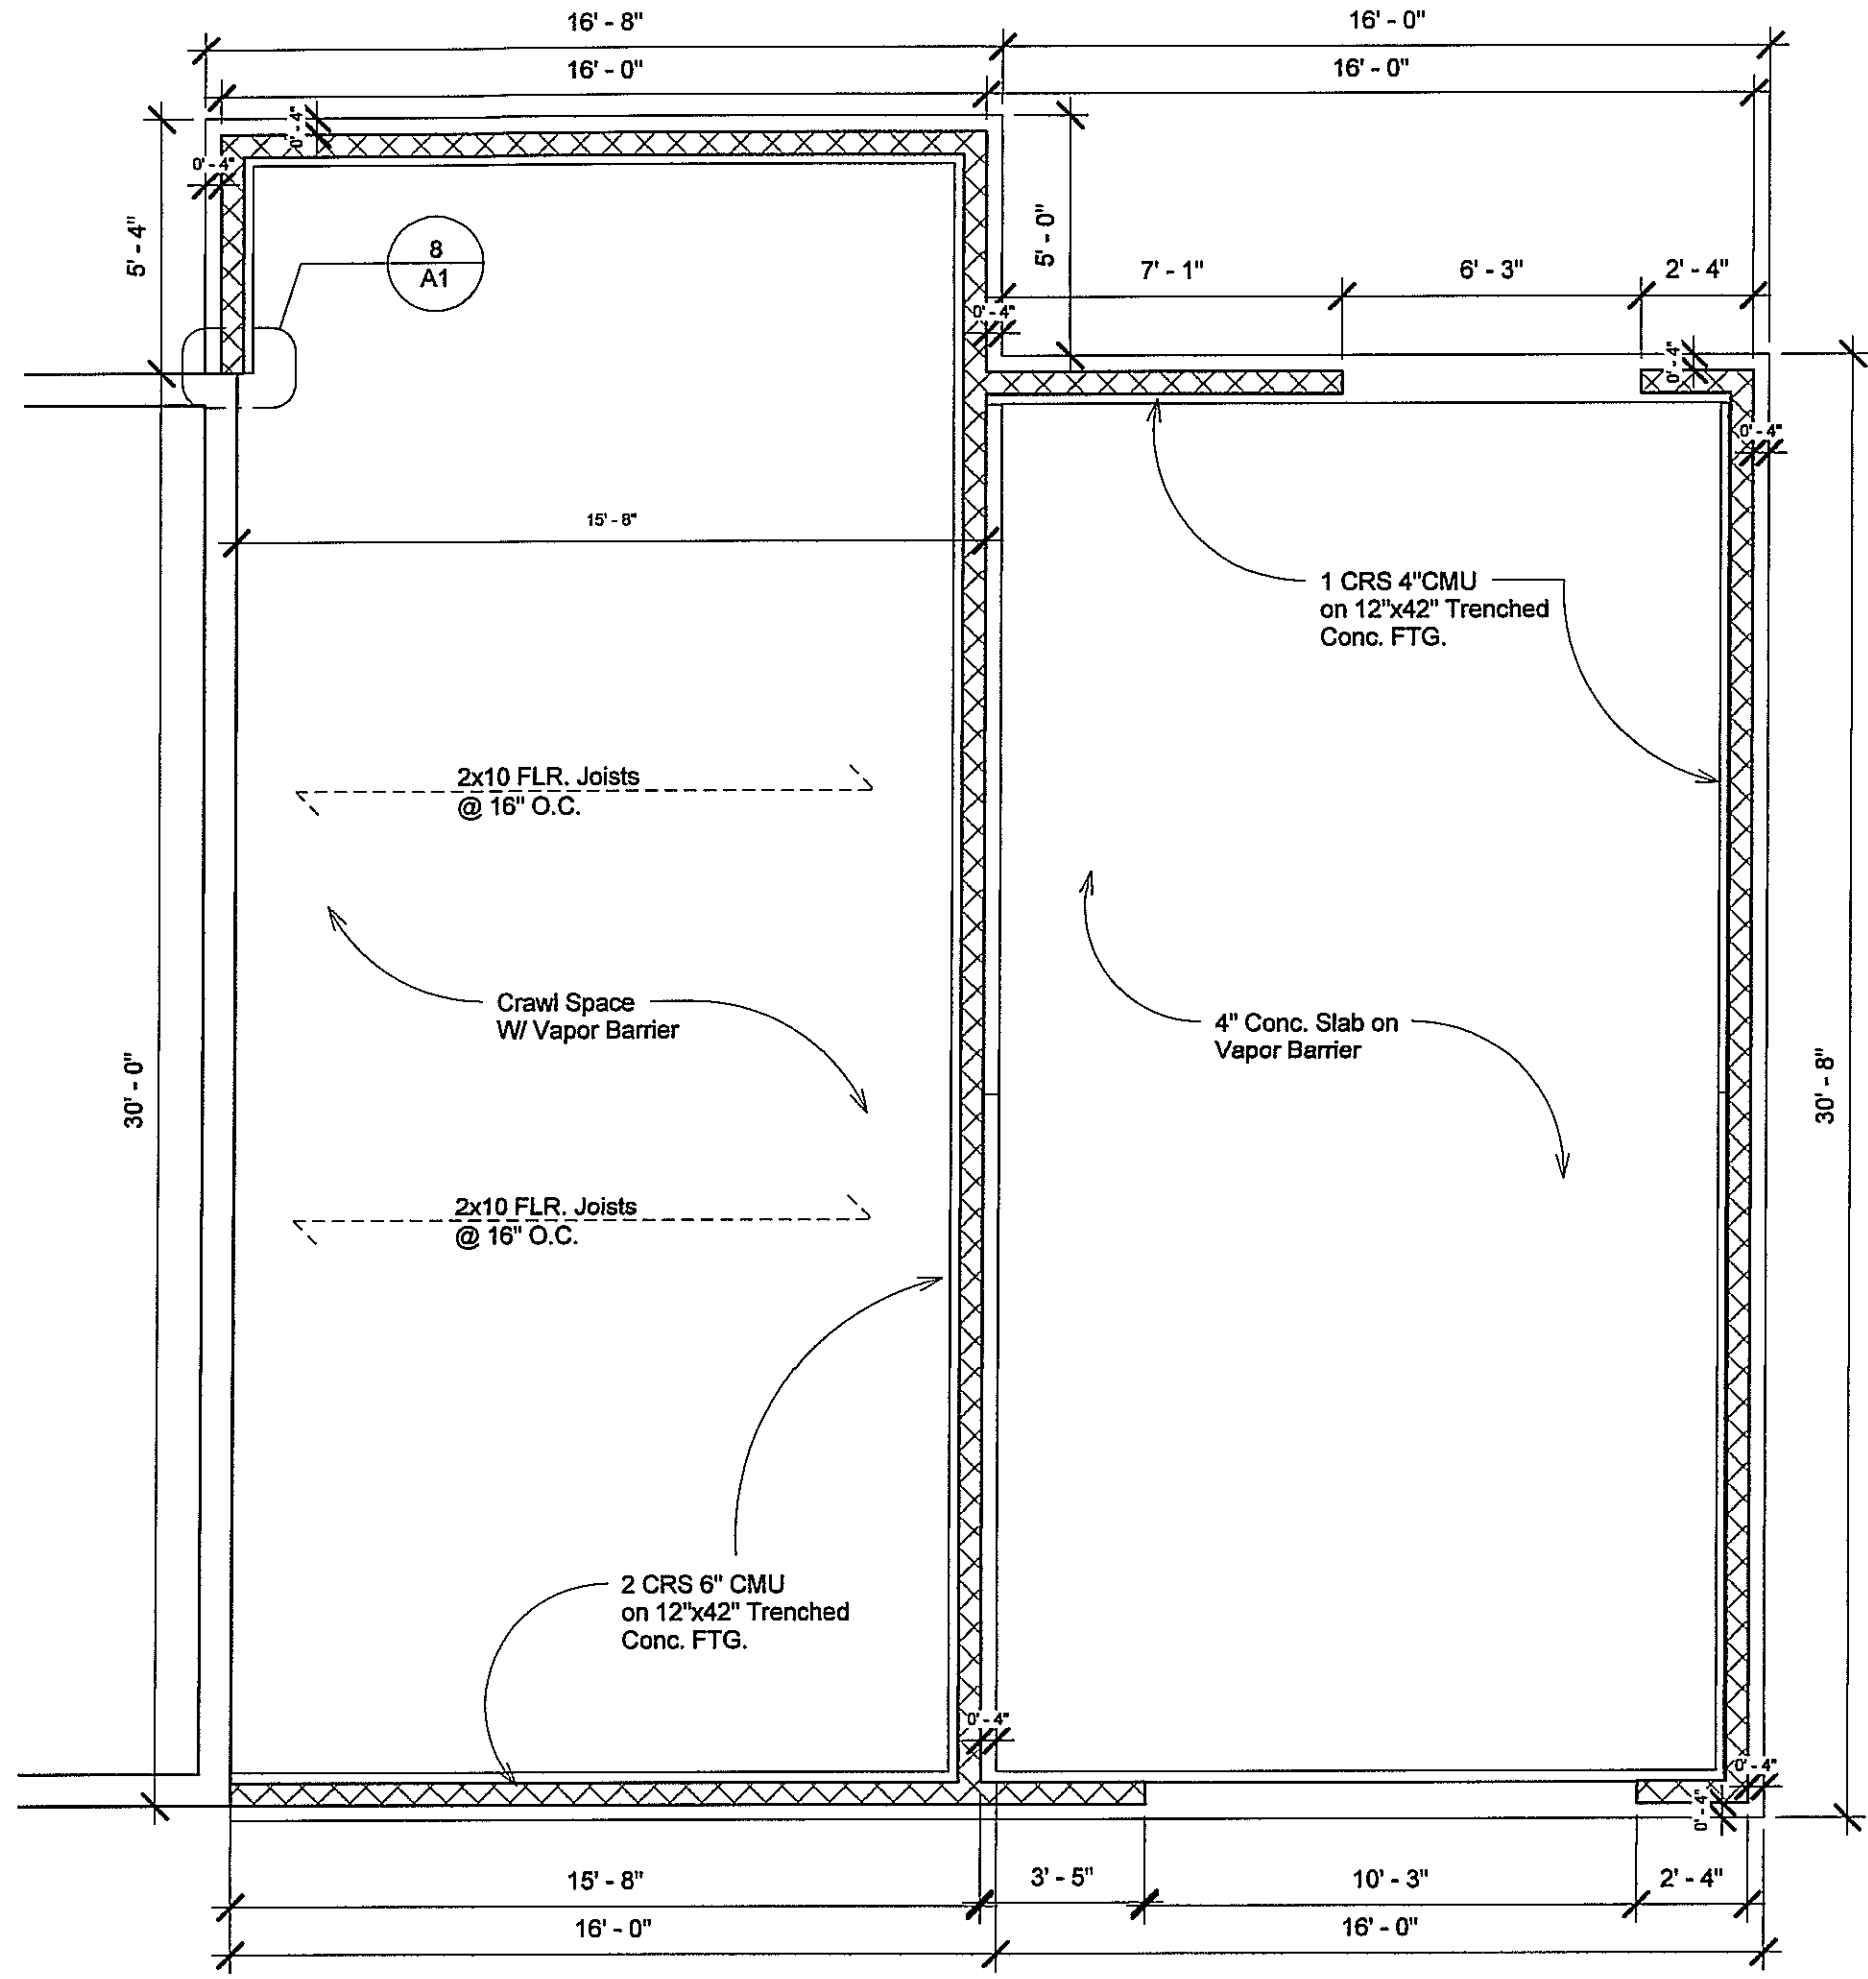 16' - 8"
16' - 0"
16' - 0"
16' - 0"
0' - 4"
0' - 4"
5' - 4"
8
A1
5' - 0"
7' - 1"
6' - 3"
2' - 4"
0' - 4"
0' - 4"
0' - 4"
15' - 8"
1 CRS 4"CMU
on 12"x42" Trenched
Conc. FTG.
2x10 FLR. Joists
@ 16" O.C.
Crawl Space
W/ Vapor Barrier
4" Conc. Slab on
Vapor Barrier
30' - 0"
30' - 8"
2x10 FLR. Joists
@ 16" O.C.
2 CRS 6" CMU
on 12"x42" Trenched
Conc. FTG.
0' - 4"
0' - 4"
0' - 4"
15' - 8"
3' - 5"
10' - 3"
2' - 4"
16' - 0"
16' - 0"